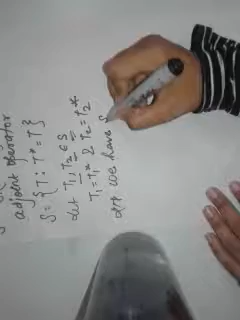 adjoint operator
S = { T : T* = T }
Let T₁, T₂ ∈ S
T₁ = T₁* & T₂ = T₂*
we have